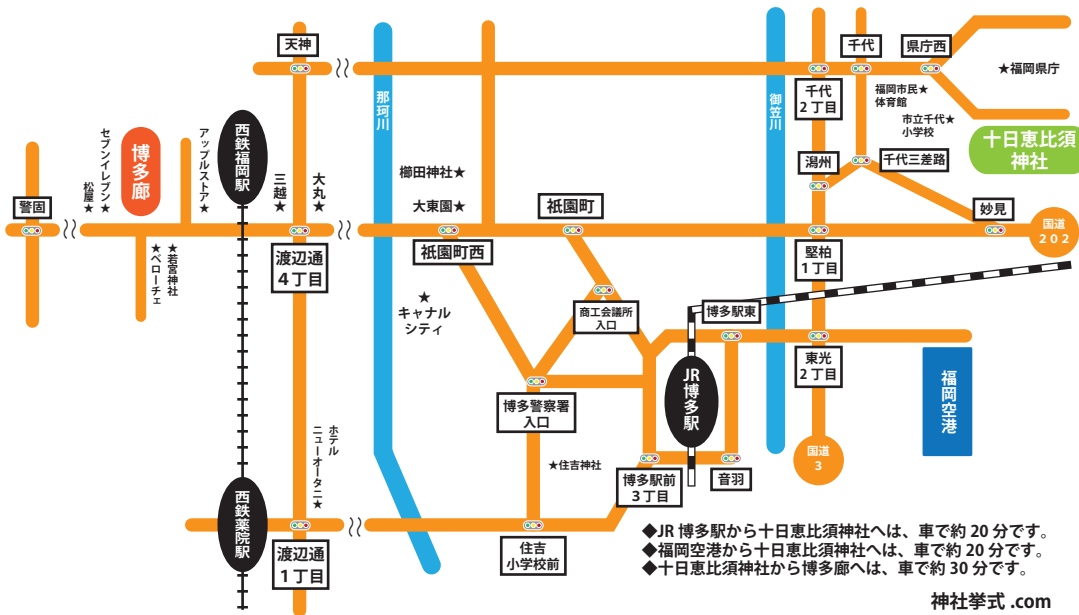 天神
千代
県庁西
★福岡県庁
那珂川
御笠川
千代
2丁目
福岡市民★
体育館
市立千代★
小学校
西鉄福岡駅
アップルストア★
博多廊
セブンイレブン★
松屋★
十日恵比須
神社
潟州
千代三差路
櫛田神社★
三越★
大丸★
大東園★
祇園町
警固
妙見
国道
202
★若宮神社
★ベローチェ
渡辺通
4丁目
祇園町西
堅粕
1丁目
★
キャナル
シティ
商工会議所
入口
博多駅東
JR博多駅
東光
2丁目
福岡空港
博多警察署
入口
ホテル
ニューオータニ★
★住吉神社
国道
3
博多駅前
3丁目
音羽
西鉄薬院駅
渡辺通
1丁目
住吉
小学校前
◆JR博多駅から十日恵比須神社へは、車で約20分です。
◆福岡空港から十日恵比須神社へは、車で約20分です。
◆十日恵比須神社から博多廊へは、車で約30分です。
神社挙式.com